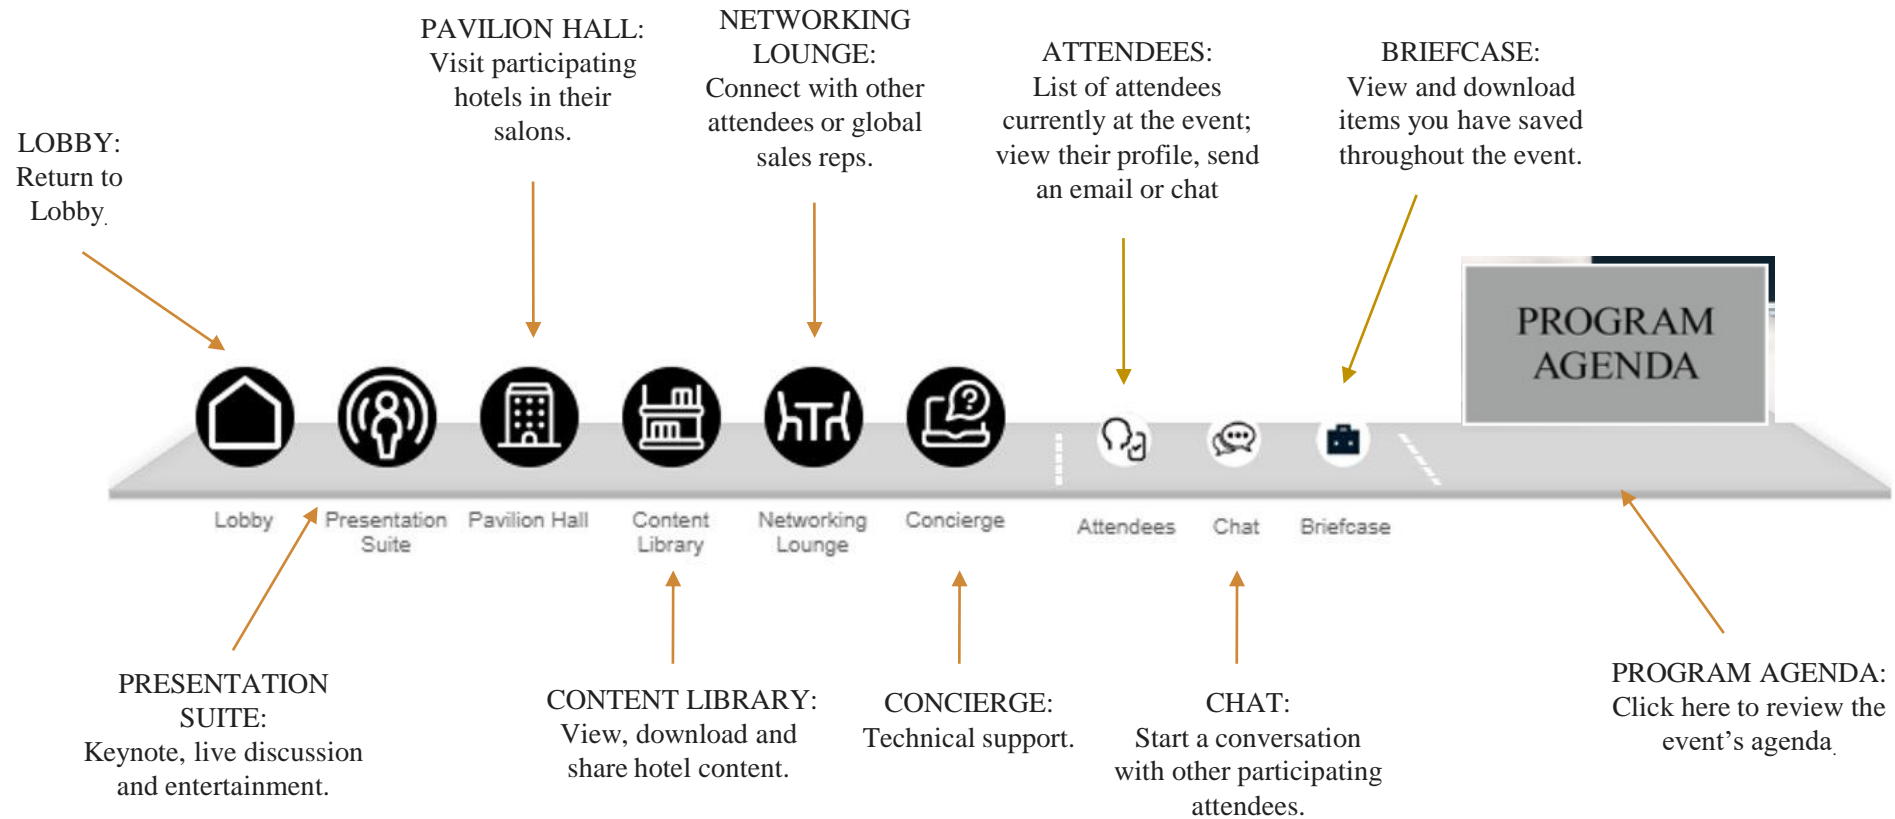 LOBBY:
Return to
Lobby.
PAVILION HALL:
Visit participating
hotels in their
salons.
NETWORKING
LOUNGE:
Connect with other
attendees or global
sales reps.
ATTENDEES:
List of attendees
currently at the event;
view their profile, send
an email or chat
BRIEFCASE:
View and download
items you have saved
throughout the event.
PROGRAM
AGENDA
Lobby
Presentation
Suite
Pavilion Hall
Content
Library
Networking
Lounge
Concierge
Attendees
Chat
Briefcase
PRESENTATION
SUITE:
Keynote, live discussion
and entertainment.
CONTENT LIBRARY:
View, download and
share hotel content.
CONCIERGE:
Technical support.
CHAT:
Start a conversation
with other participating
attendees.
PROGRAM AGENDA:
Click here to review the
event’s agenda.